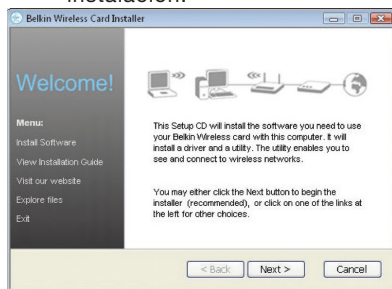 instalación.
Belkin Wireless Card Installer
Welcome!
Menu:
Install Software
View Installation Guide
Visit our website
Explore files
Exit
This Setup CD will install the software you need to use
your Belkin Wireless card with this computer. It will
install a driver and a utility. The utility enables you to
see and connect to wireless networks.
You may either click the Next button to begin the
installer (recommended), or click on one of the links at
the left for other choices.
< Back
Next >
Cancel